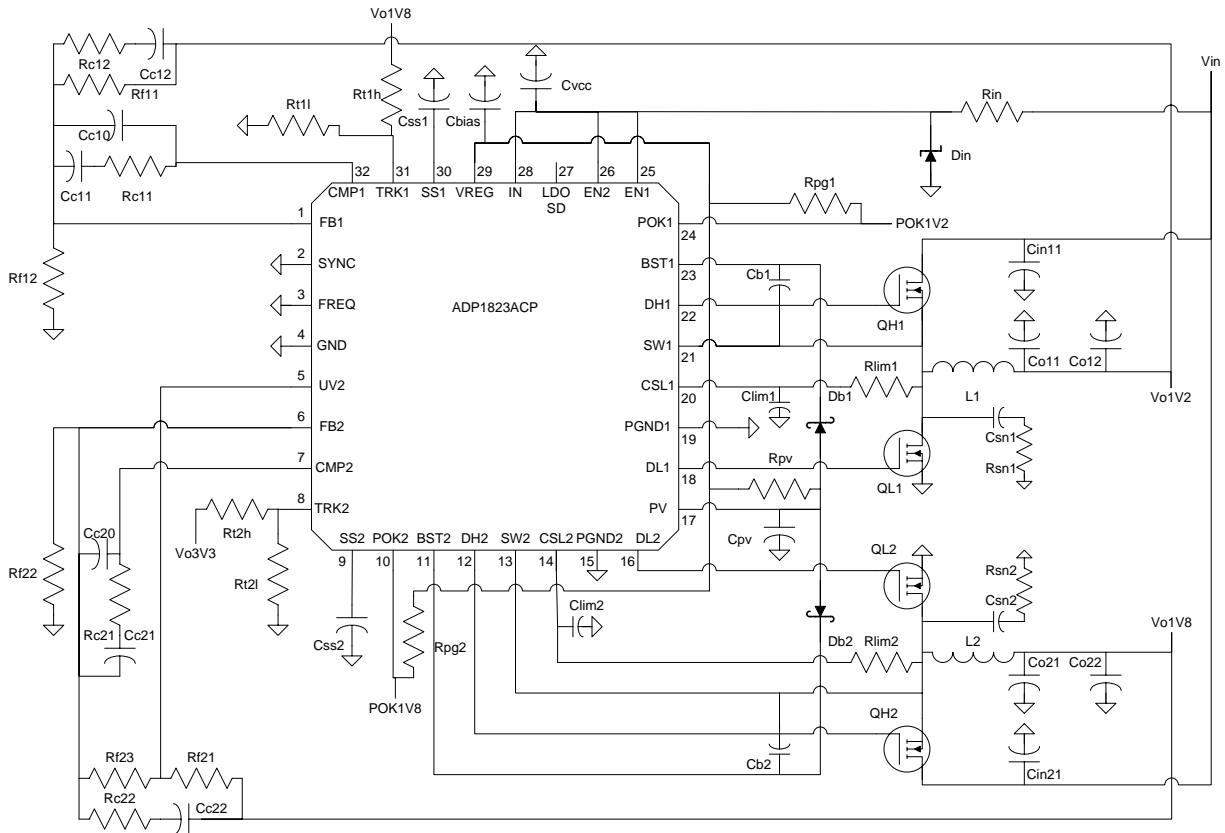 Vo1V8
Rc12
Cc12
Rf11
Rt1h
Cvcc
Vin
Rt1l
Css1
Cbias
Rin
Cc10
Din
Cc11
Rc11
32 31 30 29 28 27 26 25
CMP1 TRK1 SS1 VREG IN LDO SD EN2 EN1
Rpg1
1 FB1
POK1 24
POK1V2
Rf12
2 SYNC
BST1 23
Cb1
Cin11
3 FREQ
ADP1823ACP
DH1 22
QH1
4 GND
SW1 21
Co11
Co12
5 UV2
CSL1 20
Rlim1
L1
Vo1V2
Clim1
Db1
6 FB2
PGND1 19
Csn1
7 CMP2
DL1 18
Rpv
QL1
Rsn1
8 TRK2
PV 17
Cc20
Rt2h
Vo3V3
SS2 POK2 BST2 DH2 SW2 CSL2 PGND2 DL2
9 10 11 12 13 14 15 16
Cpv
QL2
Rsn2
Rf22
Rt2l
Clim2
Csn2
Rc21
Cc21
Css2
Rpg2
Db2
Rlim2
L2
Vo1V8
Co21
Co22
POK1V8
QH2
Rf23
Rf21
Cb2
Cin21
Rc22
Cc22